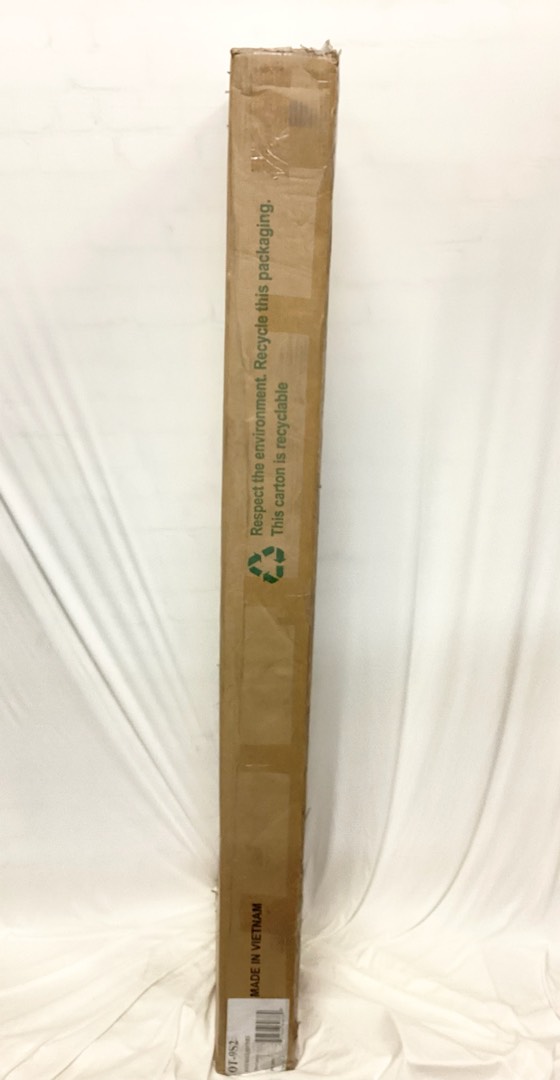 Respect the environment. Recycle this packaging.
This carton is recyclable
MADE IN VIETNAM